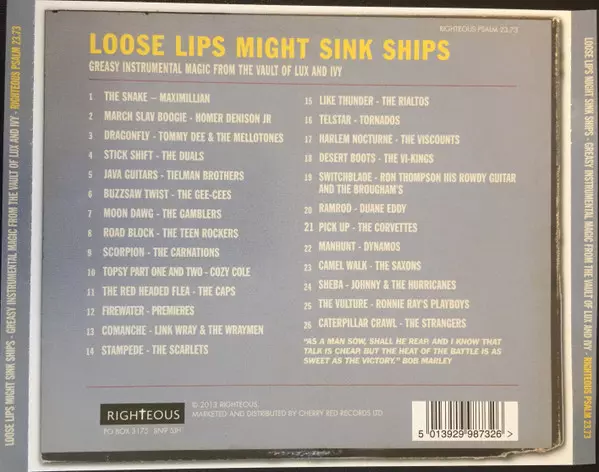 RIGHTEOUS PSALM 23.73
LOOSE LIPS MIGHT SINK SHIPS
GREASY INSTRUMENTAL MAGIC FROM THE VAULT OF LUX AND IVY
1 THE SNAKE – MAXIMILLIAN
2 MARCH SLAV BOOGIE - HOMER DENISON JR
3 DRAGONFLY - TOMMY DEE & THE MELLOTONES
4 STICK SHIFT - THE DUALS
5 JAVA GUITARS - TIELMAN BROTHERS
6 BUZZSAW TWIST - THE GEE-CEES
7 MOON DAWG - THE GAMBLERS
8 ROAD BLOCK - THE TEEN ROCKERS
9 SCORPION - THE CARNATIONS
10 TOPSY PART ONE AND TWO - COZY COLE
11 THE RED HEADED FLEA - THE CAPS
12 FIREWATER - PREMIERES
13 COMANCHE - LINK WRAY & THE WRAYMEN
14 STAMPEDE - THE SCARLETS
15 LIKE THUNDER - THE RIALTOS
16 TELSTAR - TORNADOS
17 HARLEM NOCTURNE - THE VISCOUNTS
18 DESERT BOOTS - THE VI-KINGS
19 SWITCHBLADE - RON THOMPSON HIS ROWDY GUITAR
AND THE BROUGHAM'S
20 RAMROD - DUANE EDDY
21 PICK UP - THE CORVETTES
22 MANHUNT - DYNAMOS
23 CAMEL WALK - THE SAXONS
24 SHEBA - JOHNNY & THE HURRICANES
25 THE VULTURE - RONNIE RAY'S PLAYBOYS
26 CATERPILLAR CRAWL - THE STRANGERS
"AS A MAN SOW, SHALL HE REAP. AND I KNOW THAT
TALK IS CHEAP. BUT THE HEAT OF THE BATTLE IS AS
SWEET AS THE VICTORY." BOB MARLEY
RIGHTEOUS
PO BOX 3175, BN9 5BH
© 2013 RIGHTEOUS.
MARKETED AND DISTRIBUTED BY CHERRY RED RECORDS LTD
5 013929 987326 >
LOOSE LIPS MIGHT SINK SHIPS - GREASY INSTRUMENTAL MAGIC FROM THE VAULT OF LUX AND IVY - RIGHTEOUS PSALM 23.73
LOOSE LIPS MIGHT SINK SHIPS - GREASY INSTRUMENTAL MAGIC FROM THE VAULT OF LUX AND IVY - RIGHTEOUS PSALM 23.73